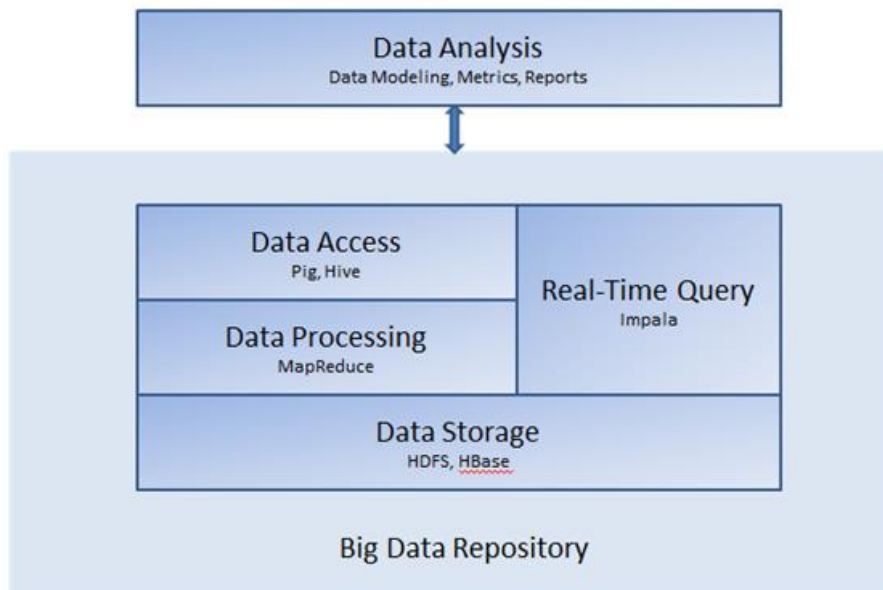 Data Analysis
Data Modeling, Metrics, Reports
Data Access
Pig, Hive
Data Processing
MapReduce
Real-Time Query
Impala
Data Storage
HDFS, HBase
Big Data Repository